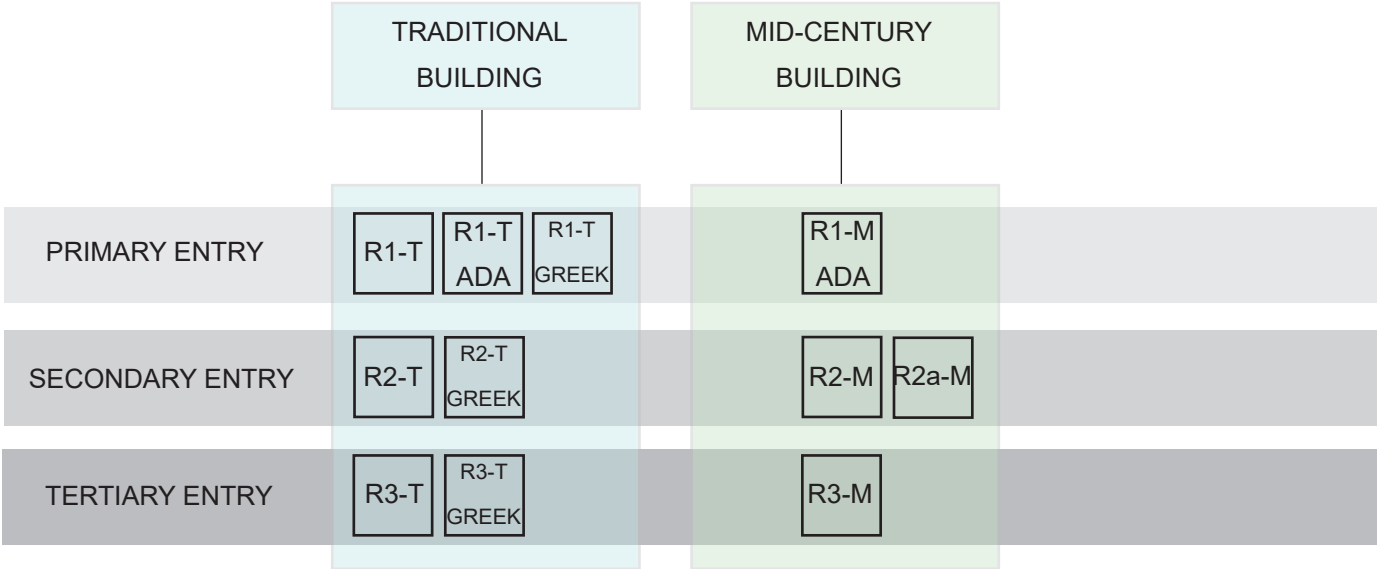 TRADITIONAL
BUILDING
MID-CENTURY
BUILDING
PRIMARY ENTRY
R1-T
R1-T
ADA
R1-T
GREEK
R1-M
ADA
SECONDARY ENTRY
R2-T
R2-T
GREEK
R2-M
R2a-M
TERTIARY ENTRY
R3-T
R3-T
GREEK
R3-M